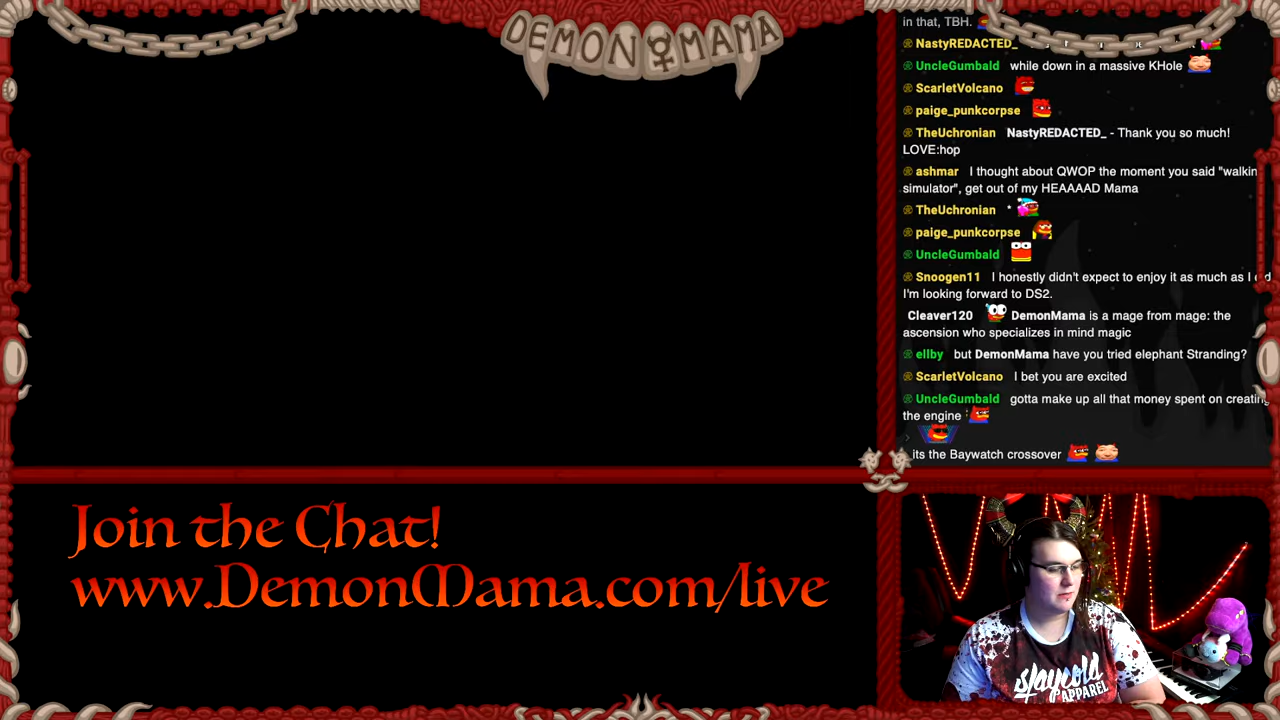 DEMON MAMA
in that, TBH.
NastyREDACTED_
UncleGumbald while down in a massive KHole
ScarletVolcano
paige_punkcorpse
TheUchronian NastyREDACTED_ - Thank you so much!
LOVE:hop
ashmar I thought about QWOP the moment you said "walkin
simulator", get out of my HEAAAAD Mama
TheUchronian *
paige_punkcorpse
UncleGumbald
Snoogen11 I honestly didn't expect to enjoy it as much as I
I'm looking forward to DS2.
Cleaver120 DemonMama is a mage from mage: the
ascension who specializes in mind magic
ellby but DemonMama have you tried elephant Stranding?
ScarletVolcano I bet you are excited
UncleGumbald gotta make up all that money spent on creating
the engine
its the Baywatch crossover
Join the Chat!
www.DemonMama.com/live
staycold
APPAREL